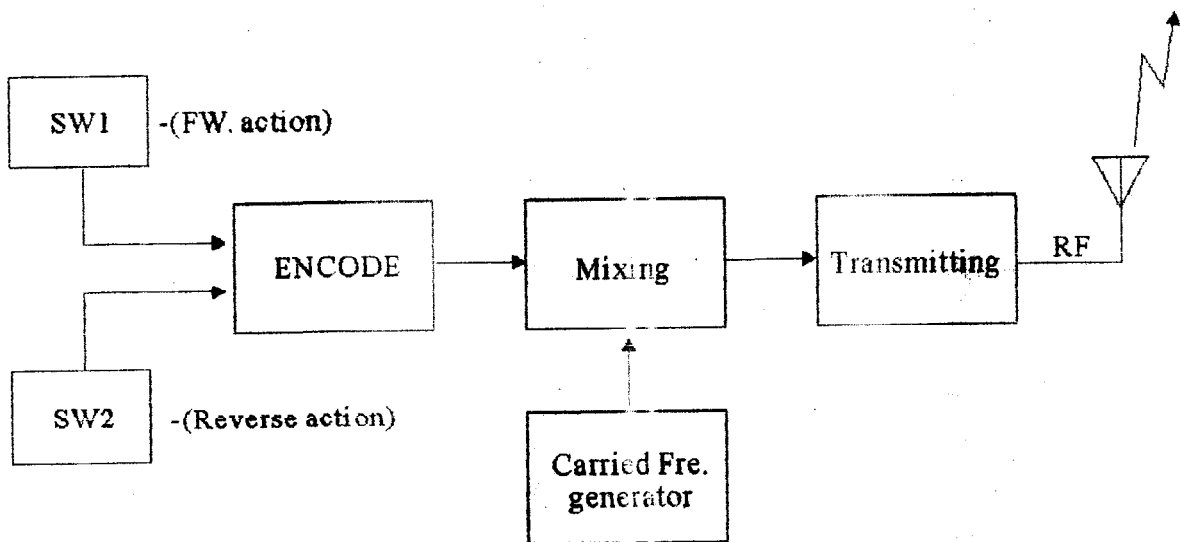 SW1
-(FW. action)
ENCODE
Mixing
Transmitting
RF
SW2
-(Reverse action)
Carried Fre.
generator